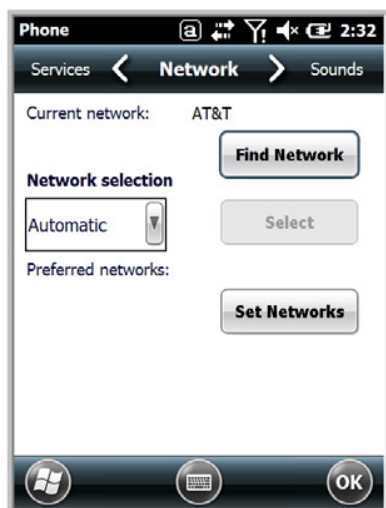 Phone a 2:32
Services Network Sounds
Current network: AT&T
Find Network
Network selection
Automatic Select
Preferred networks:
Set Networks
OK